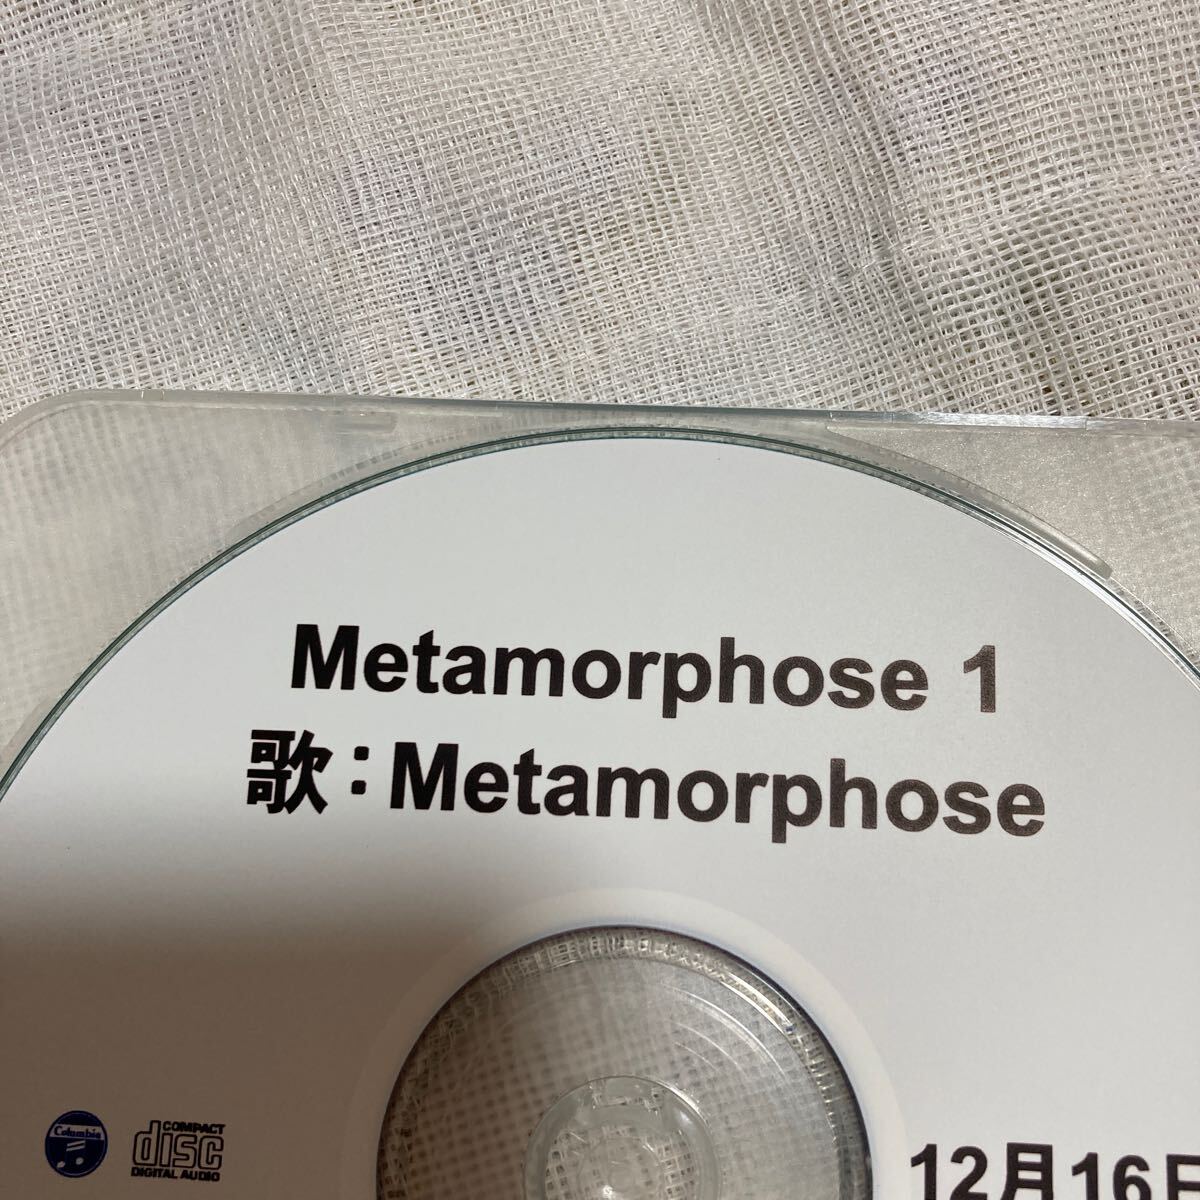 Metamorphose 1
歌：Metamorphose
Columbia
COMPACT
disc
DIGITAL AUDIO
12月16日